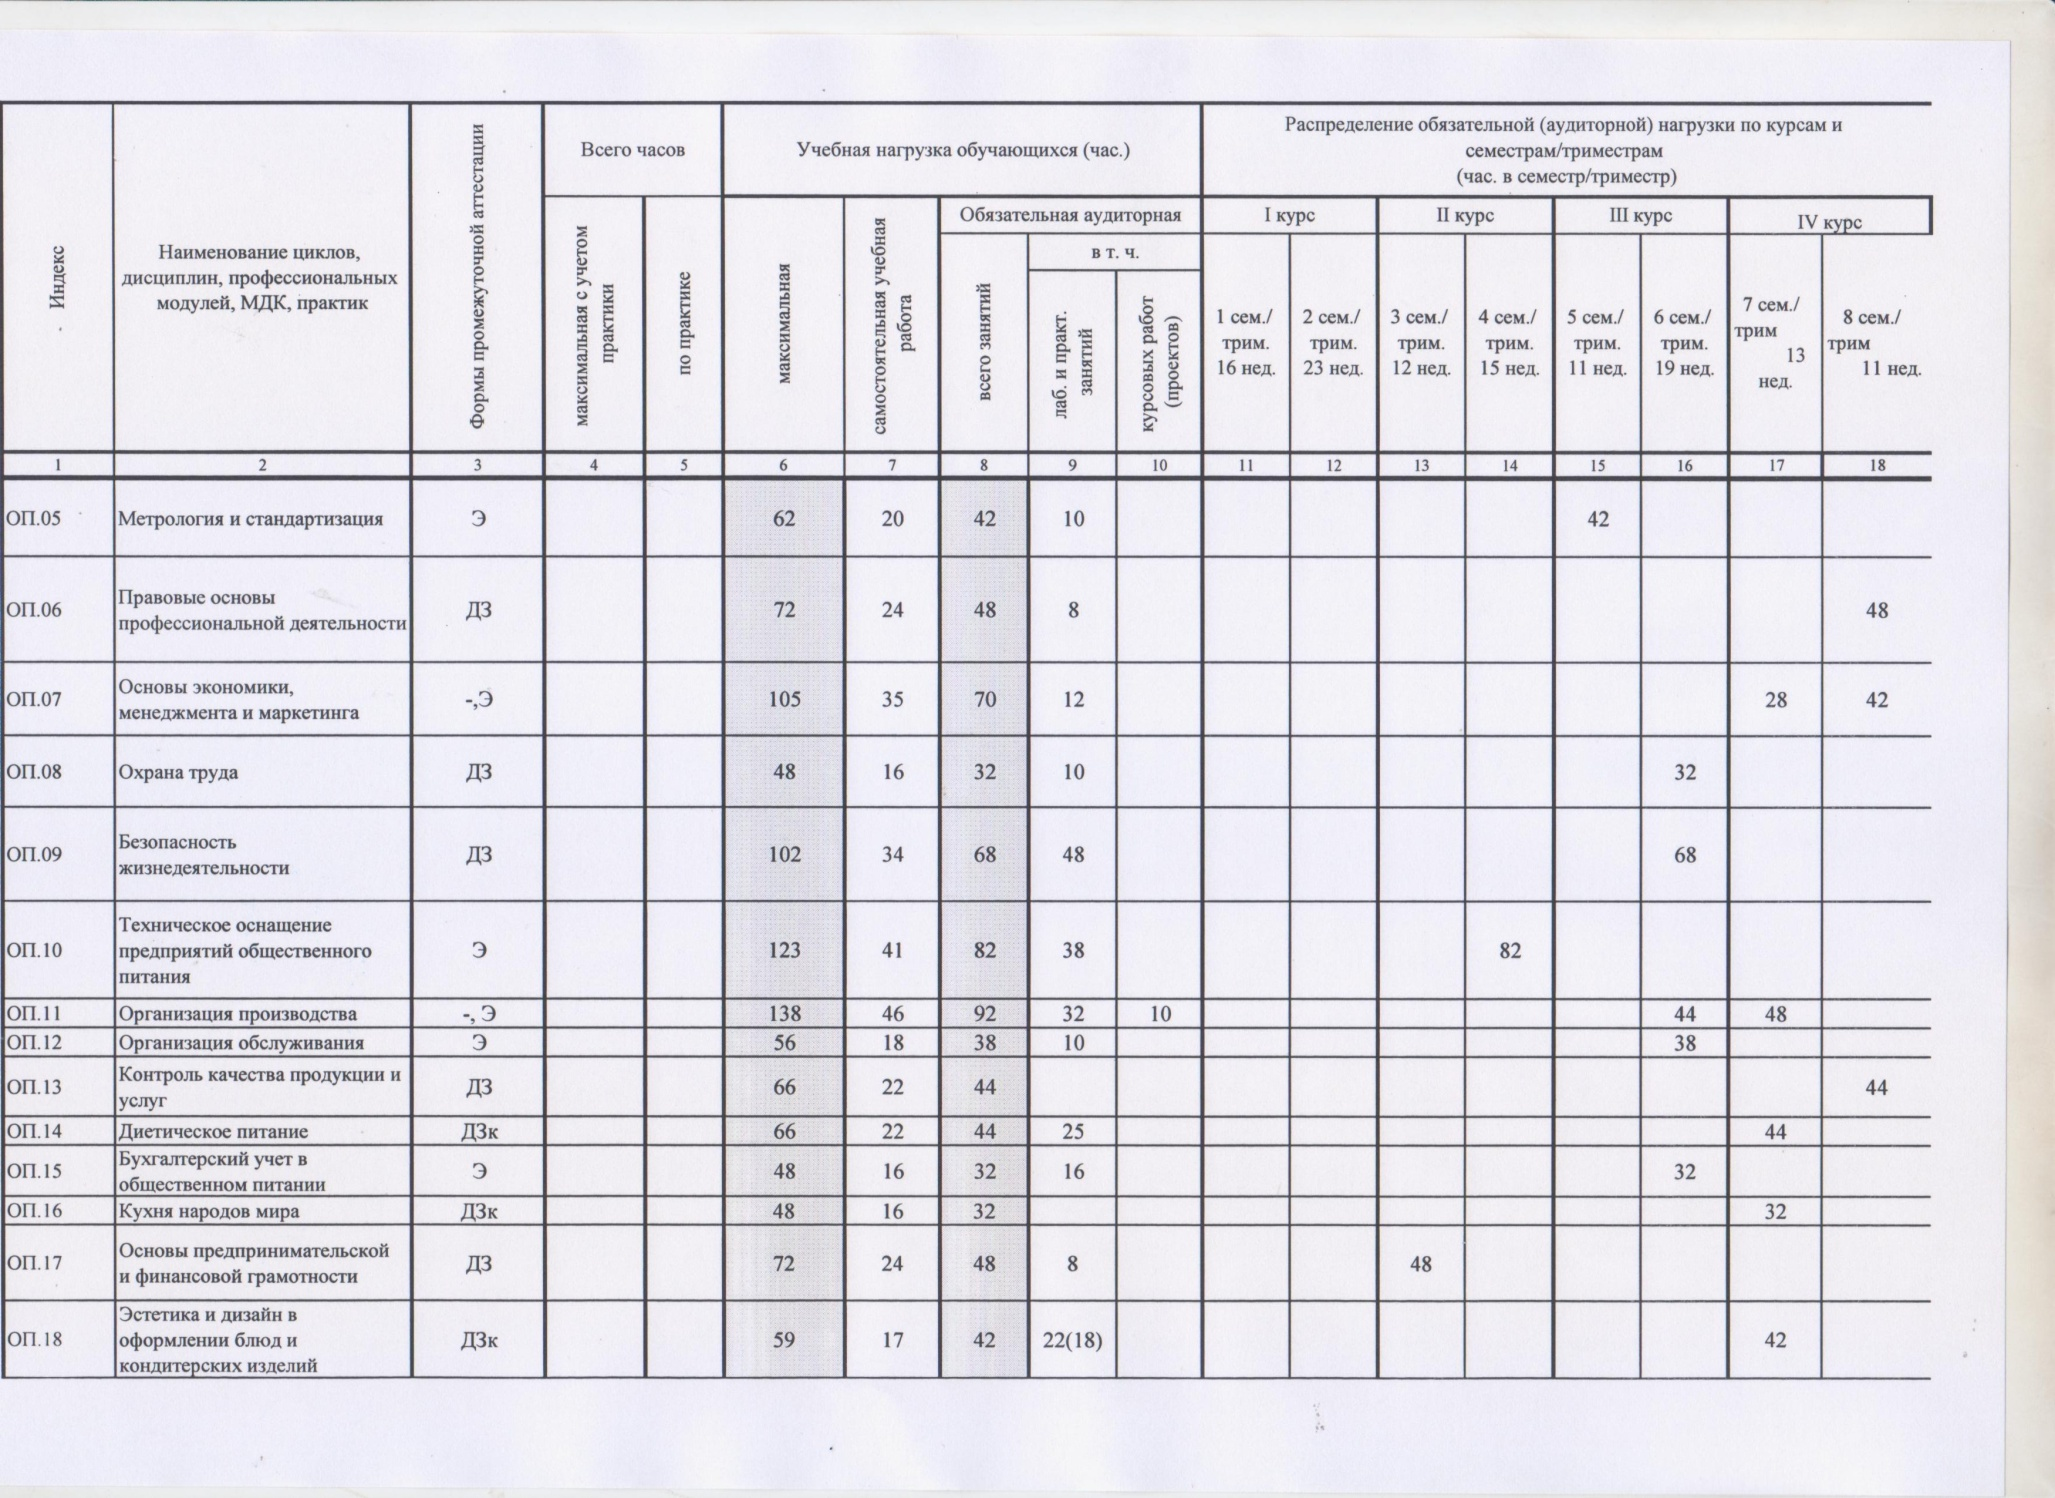 Индекс
Наименование циклов,
дисциплин, профессиональных
модулей, МДК, практик
Формы промежуточной аттестации
Всего часов
максимальная с учетом
практики
по практике
Учебная нагрузка обучающихся (час.)
максимальная
самостоятельная учебная
работа
Обязательная аудиторная
всего занятий
в т. ч.
лаб. и практ.
занятий
курсовых работ
(проектов)
Распределение обязательной (аудиторной) нагрузки по курсам и
семестрам/триместрам
(час. в семестр/триместр)
I курс
II курс
III курс
IV курс
1 сем./
трим.
16 нед.
2 сем./
трим.
23 нед.
3 сем./
трим.
12 нед.
4 сем./
трим.
15 нед.
5 сем./
трим.
11 нед.
6 сем./
трим.
19 нед.
7 сем./
трим
13
нед.
8 сем./
трим
11 нед.
1 2 3 4 5 6 7 8 9 10 11 12 13 14 15 16 17 18
ОП.05 Метрология и стандартизация Э 62 20 42 10 42
ОП.06 Правовые основы
профессиональной деятельности ДЗ 72 24 48 8 48
ОП.07 Основы экономики,
менеджмента и маркетинга -,Э 105 35 70 12 28 42
ОП.08 Охрана труда ДЗ 48 16 32 10 32
ОП.09 Безопасность
жизнедеятельности ДЗ 102 34 68 48 68
ОП.10 Техническое оснащение
предприятий общественного
питания Э 123 41 82 38 82
ОП.11 Организация производства -, Э 138 46 92 32 10 44 48
ОП.12 Организация обслуживания Э 56 18 38 10 38
ОП.13 Контроль качества продукции и
услуг ДЗ 66 22 44 44
ОП.14 Диетическое питание ДЗк 66 22 44 25 44
ОП.15 Бухгалтерский учет в
общественном питании Э 48 16 32 16 32
ОП.16 Кухня народов мира ДЗк 48 16 32 32
ОП.17 Основы предпринимательской
и финансовой грамотности ДЗ 72 24 48 8 48
ОП.18 Эстетика и дизайн в
оформлении блюд и
кондитерских изделий ДЗк 59 17 42 22(18) 42